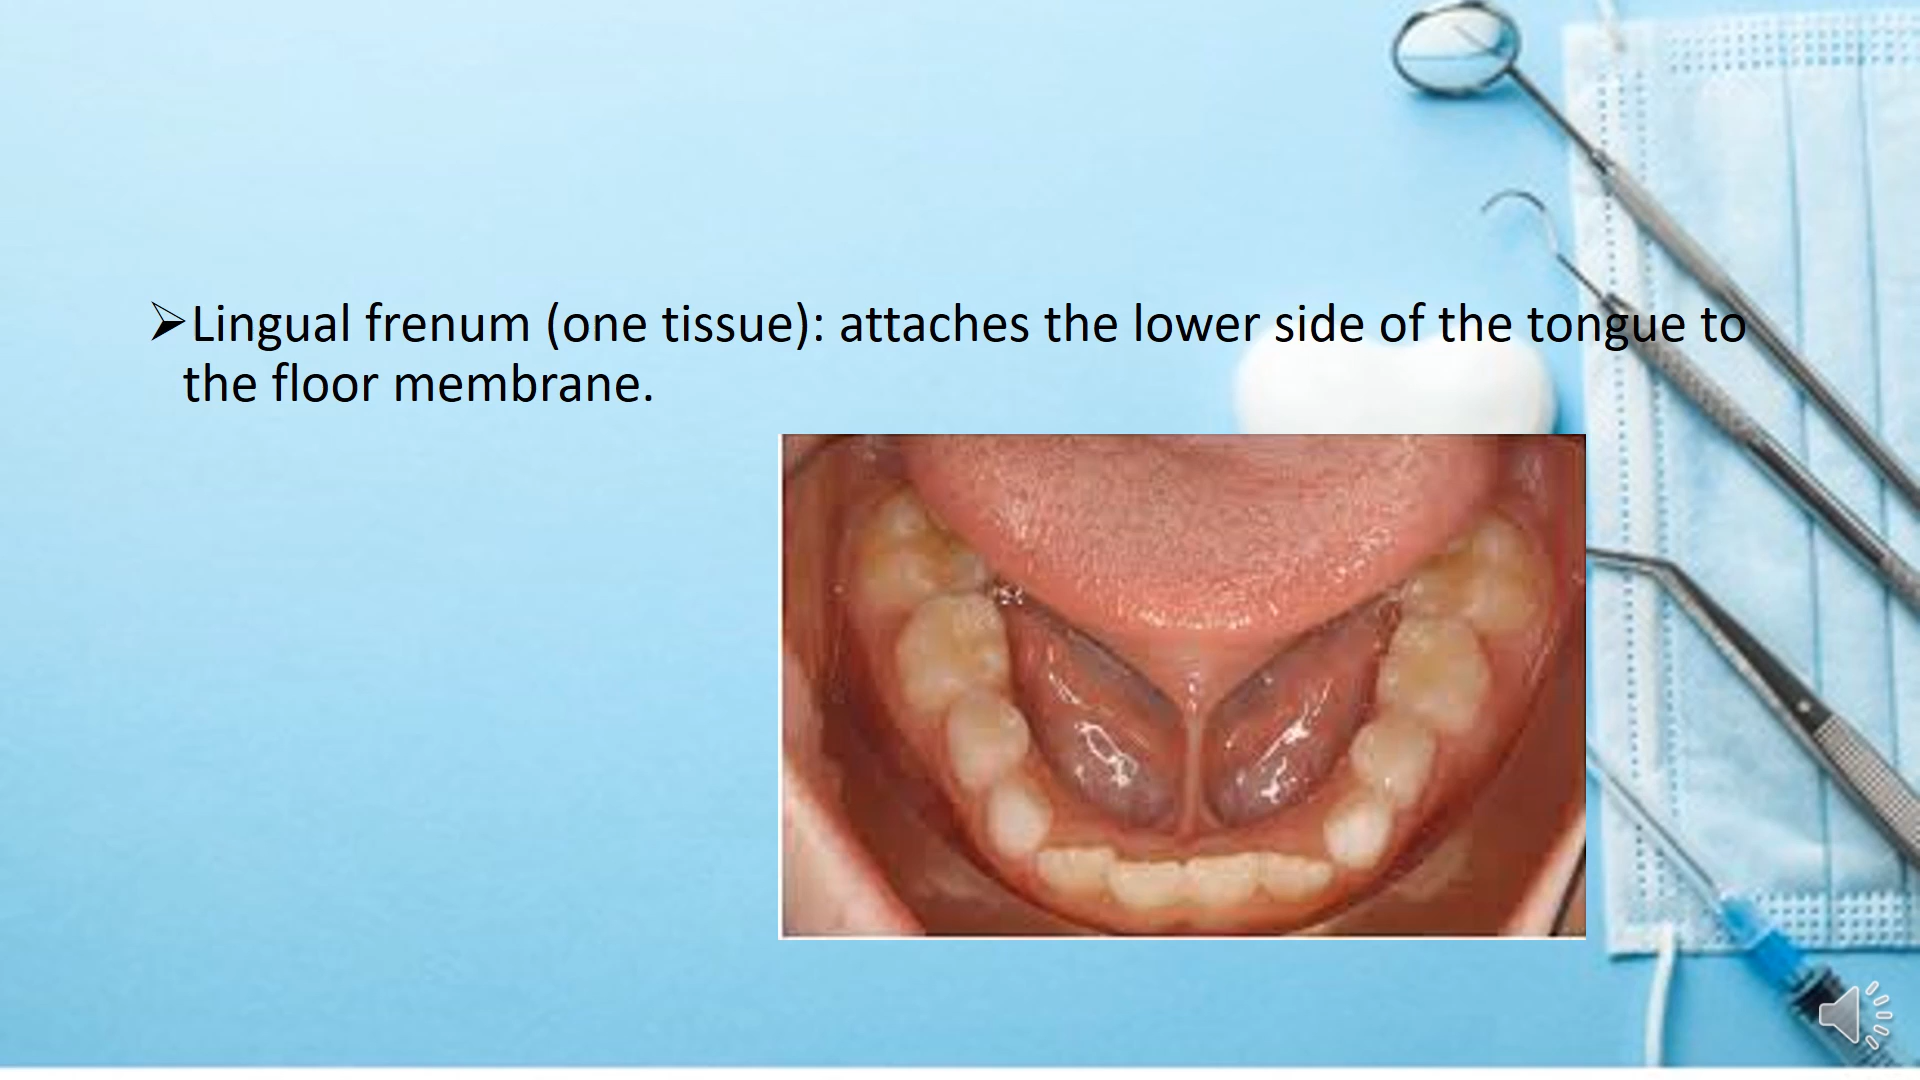 ➢Lingual frenum (one tissue): attaches the lower side of the tongue to
the floor membrane.